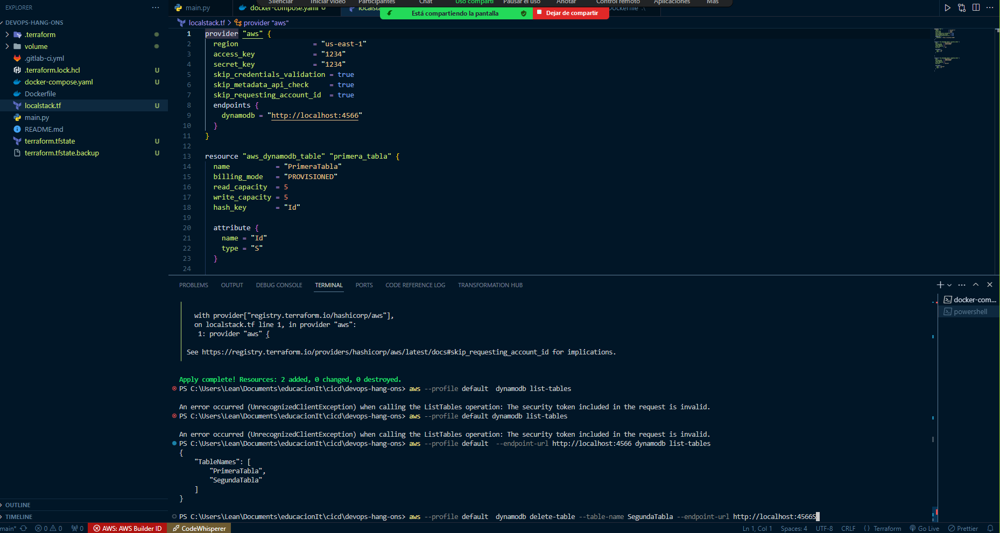 Silenciar Iniciar video Participantes Chat Uso comparti Pausar el uso Anotar Control remoto Aplicaciones Más
Está compartiendo la pantalla Dejar de compartir
EXPLORER
main.py docker-compose.yaml U localsta Dockerfile .\
DEVOPS-HANG-ONS
.terraform
volume
.gitlab-ci.yml
.terraform.lock.hcl U
docker-compose.yaml U
Dockerfile
localstack.tf U
main.py
README.md
terraform.tfstate U
terraform.tfstate.backup U
OUTLINE
TIMELINE
localstack.tf > provider "aws"
1 provider "aws" {
2 region = "us-east-1"
3 access_key = "1234"
4 secret_key = "1234"
5 skip_credentials_validation = true
6 skip_metadata_api_check = true
7 skip_requesting_account_id = true
8 endpoints {
9 dynamodb = "http://localhost:4566"
10 }
11 }
12
13 resource "aws_dynamodb_table" "primera_tabla" {
14 name = "PrimeraTabla"
15 billing_mode = "PROVISIONED"
16 read_capacity = 5
17 write_capacity = 5
18 hash_key = "Id"
19
20 attribute {
21 name = "Id"
22 type = "S"
23 }
24
PROBLEMS OUTPUT DEBUG CONSOLE TERMINAL PORTS CODE REFERENCE LOG TRANSFORMATION HUB
docker-com...
powershell
with provider["registry.terraform.io/hashicorp/aws"],
on localstack.tf line 1, in provider "aws":
1: provider "aws" {
See https://registry.terraform.io/providers/hashicorp/aws/latest/docs#skip_requesting_account_id for implications.
Apply complete! Resources: 2 added, 0 changed, 0 destroyed.
PS C:\Users\Lean\Documents\educacionIt\cicd\devops-hang-ons> aws --profile default dynamodb list-tables
An error occurred (UnrecognizedClientException) when calling the ListTables operation: The security token included in the request is invalid.
PS C:\Users\Lean\Documents\educacionIt\cicd\devops-hang-ons> aws --profile default dynamodb list-tables
An error occurred (UnrecognizedClientException) when calling the ListTables operation: The security token included in the request is invalid.
PS C:\Users\Lean\Documents\educacionIt\cicd\devops-hang-ons> aws --profile default --endpoint-url http://localhost:4566 dynamodb list-tables
{
"TableNames": [
"PrimeraTabla",
"SegundaTabla"
]
}
PS C:\Users\Lean\Documents\educacionIt\cicd\devops-hang-ons> aws --profile default dynamodb delete-table --table-name SegundaTabla --endpoint-url http://localhost:4566S
main* 0 0 0 AWS: AWS Builder ID CodeWhisperer Ln 1, Col 1 Spaces: 4 UTF-8 CRLF {} Terraform Go Live Prettier